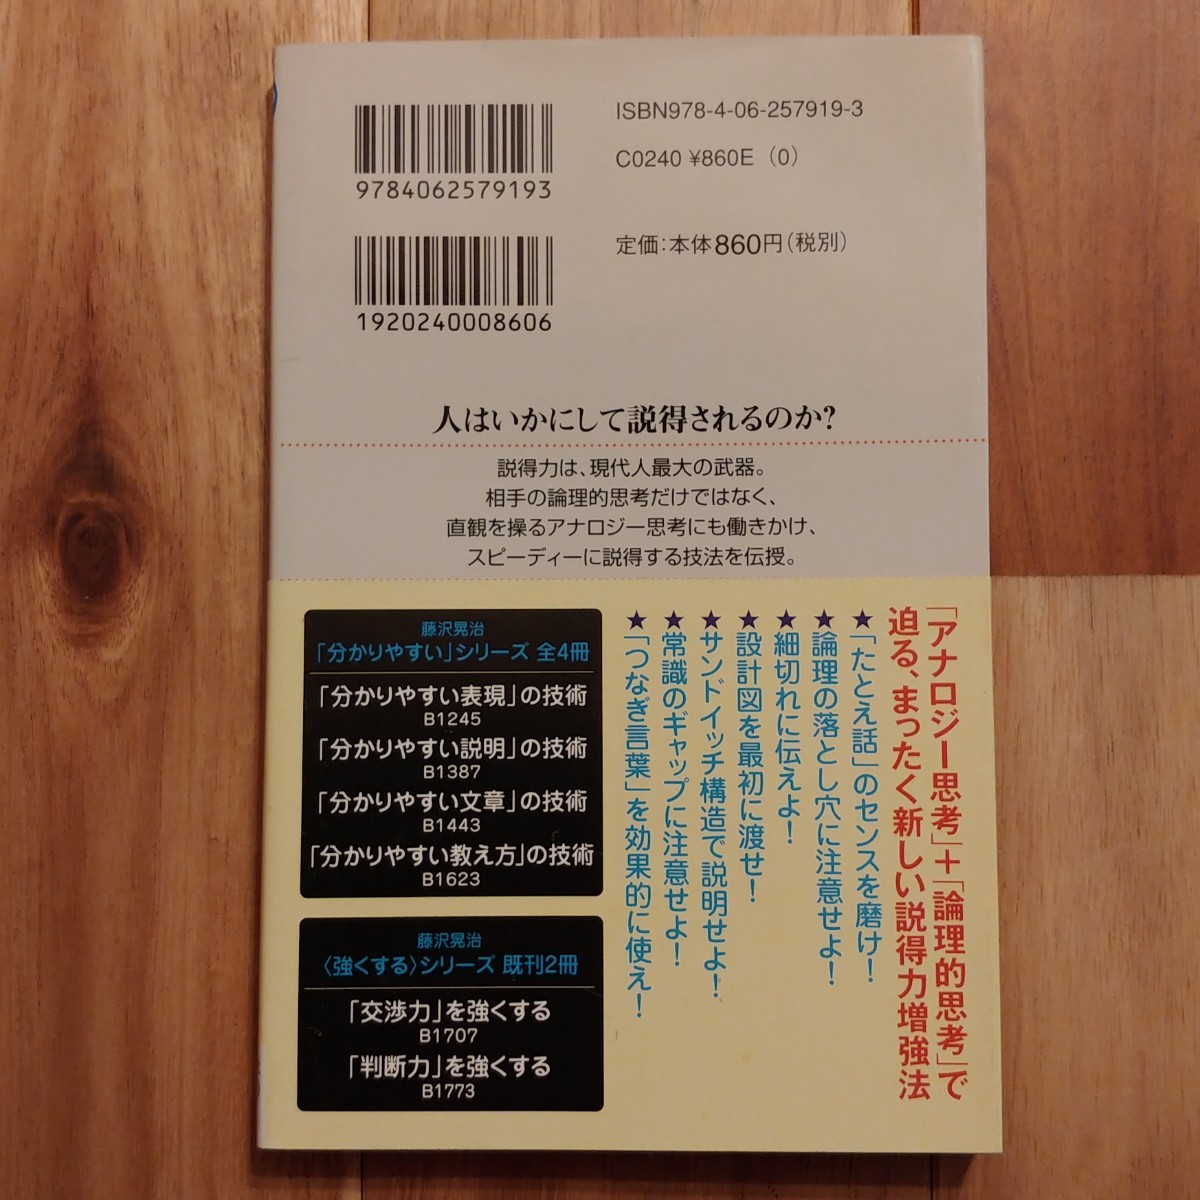 ISBN978-4-06-257919-3
C0240 ¥860E (0)
9784062579193
定価:本体860円(税別)
1920240008606
人はいかにして説得されるのか?
説得力は、現代人最大の武器。
相手の論理的思考だけではなく、
直観を操るアナロジー思考にも働きかけ、
スピーディーに説得する技法を伝授。
「アナロジー思考」+「論理的思考」で
迫る、まったく新しい説得力増強法
★「たとえ話」のセンスを磨け!
★論理の落とし穴に注意せよ!
★細切れに伝えよ!
★設計図を最初に渡せ!
★サンドイッチ構造で説明せよ!
★常識のギャップに注意せよ!
★「つなぎ言葉」を効果的に使え!
藤沢晃治
「分かりやすい」シリーズ 全4冊
「分かりやすい表現」の技術
B1245
「分かりやすい説明」の技術
B1387
「分かりやすい文章」の技術
B1443
「分かりやすい教え方」の技術
B1623
藤沢晃治
〈強くする〉シリーズ 既刊2冊
「交渉力」を強くする
B1707
「判断力」を強くする
B1773